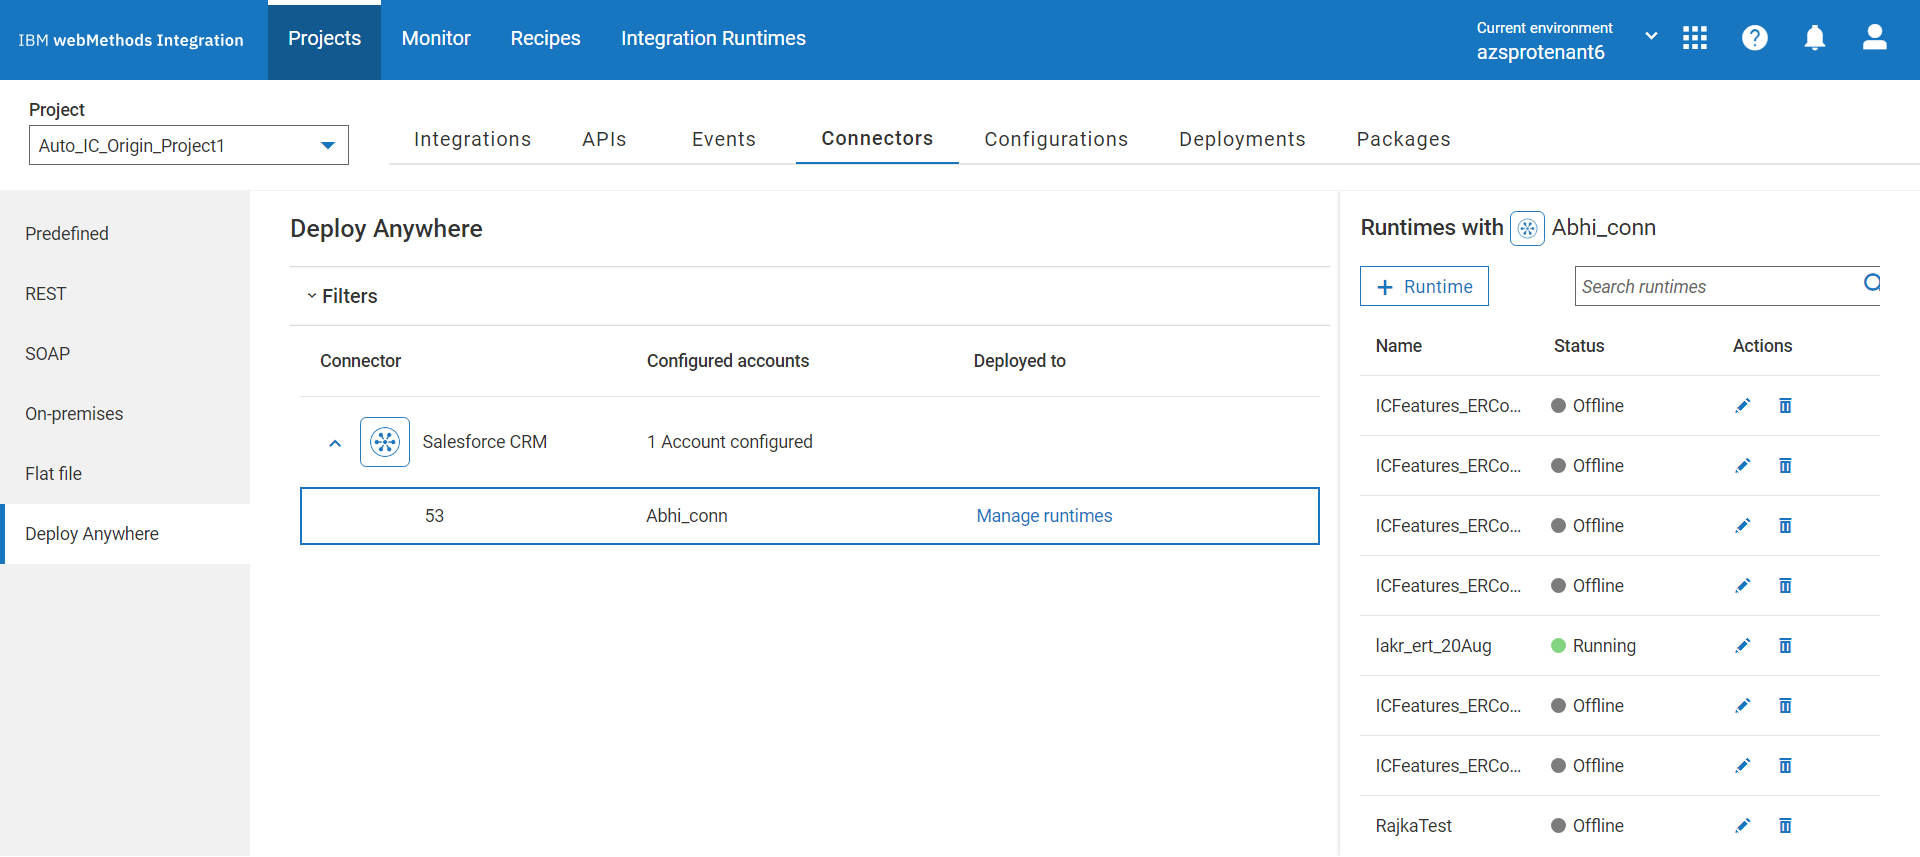 IBM webMethods Integration
Projects
Monitor
Recipes
Integration Runtimes
Current environment
azsprotenant6
Project
Auto_IC_Origin_Project1
Integrations
APIs
Events
Connectors
Configurations
Deployments
Packages
Predefined
REST
SOAP
On-premises
Flat file
Deploy Anywhere
Deploy Anywhere
Filters
Connector Configured accounts Deployed to
Salesforce CRM 1 Account configured
53 Abhi_conn Manage runtimes
Runtimes with Abhi_conn
+ Runtime
Search runtimes
Name Status Actions
ICFeatures_ERCo... Offline
ICFeatures_ERCo... Offline
ICFeatures_ERCo... Offline
ICFeatures_ERCo... Offline
lakr_ert_20Aug Running
ICFeatures_ERCo... Offline
ICFeatures_ERCo... Offline
RajkaTest Offline